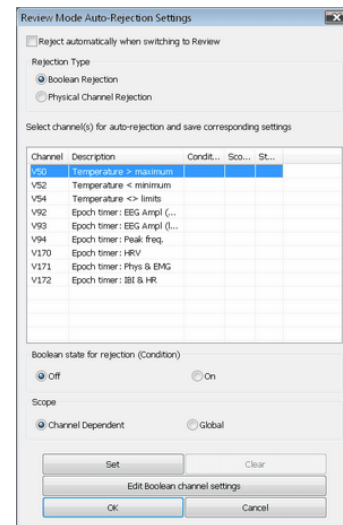 Review Mode Auto-Rejection Settings
Reject automatically when switching to Review
Rejection Type
Boolean Rejection
Physical Channel Rejection
Select channel(s) for auto-rejection and save corresponding settings
Channel Description Condit... Sco... St...
V50 Temperature > maximum
V52 Temperature < minimum
V54 Temperature <> limits
V92 Epoch timer: EEG Ampl (,...
V93 Epoch timer: EEG Ampl (l...
V94 Epoch timer: Peak freq.
V170 Epoch timer: HRV
V171 Epoch timer: Phys & EMG
V172 Epoch timer: IBI & HR
Boolean state for rejection (Condition)
Off On
Scope
Channel Dependent Global
Set Clear
Edit Boolean channel settings
OK Cancel